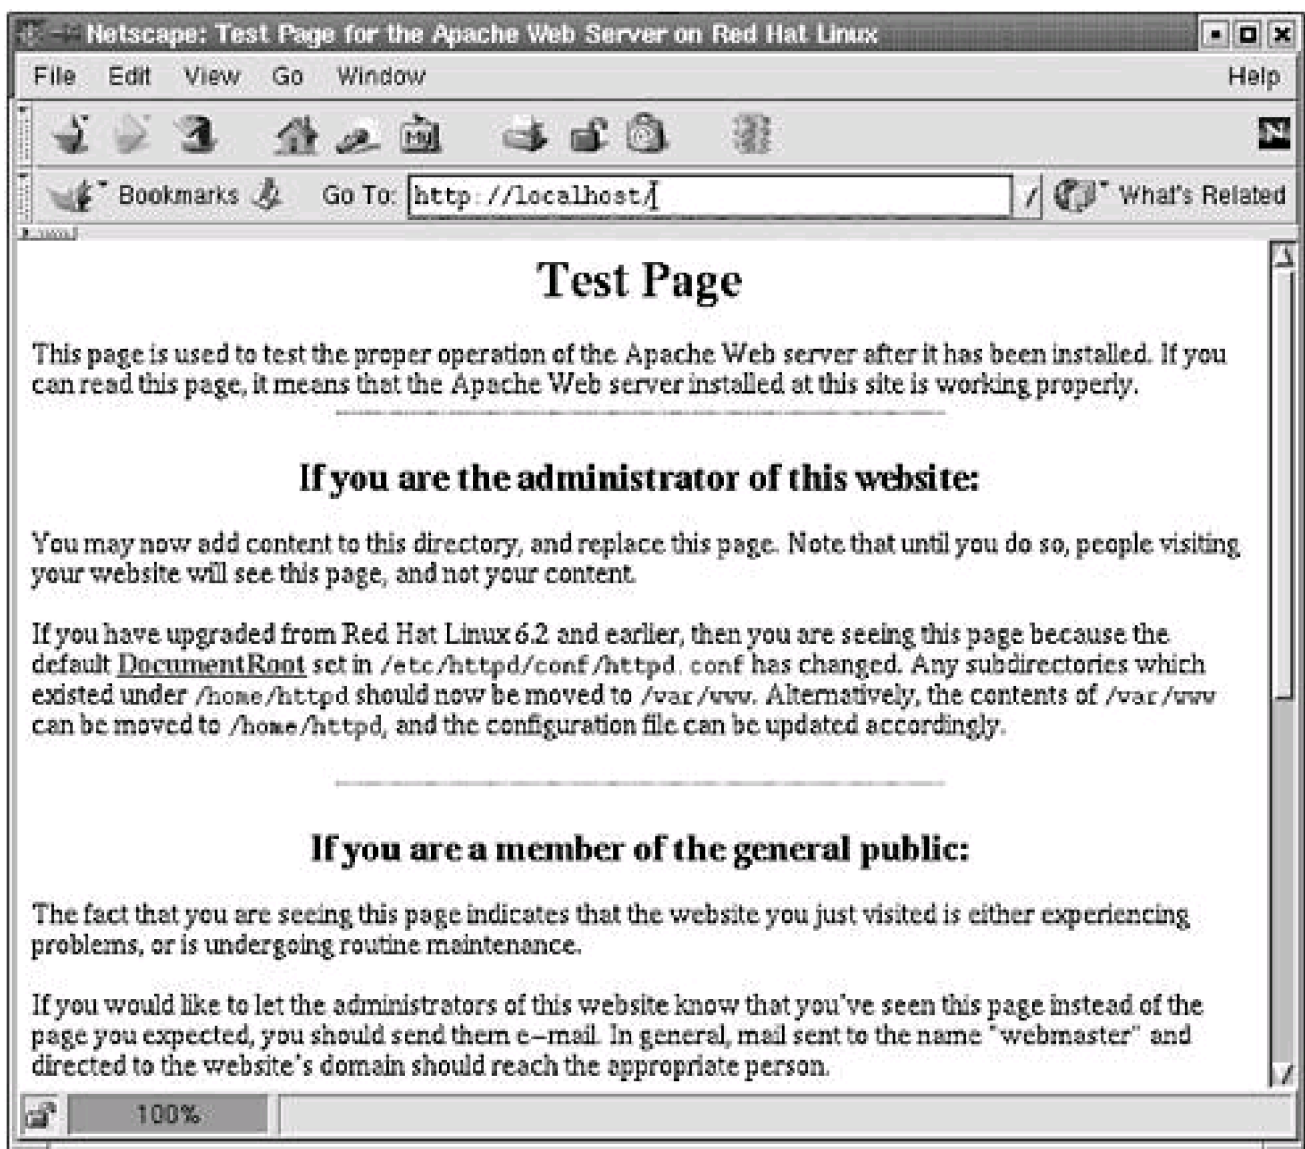 Netscape: Test Page for the Apache Web Server on Red Hat Linux
File Edit View Go Window Help
My
N
Bookmarks Go To: http://localhost/ What's Related
Test Page
This page is used to test the proper operation of the Apache Web server after it has been installed. If you
can read this page, it means that the Apache Web server installed at this site is working properly.
If you are the administrator of this website:
You may now add content to this directory, and replace this page. Note that until you do so, people visiting
your website will see this page, and not your content.
If you have upgraded from Red Hat Linux 6.2 and earlier, then you are seeing this page because the
default DocumentRoot set in /etc/httpd/conf/httpd.conf has changed. Any subdirectories which
existed under /home/httpd should now be moved to /var/www. Alternatively, the contents of /var/www
can be moved to /home/httpd, and the configuration file can be updated accordingly.
If you are a member of the general public:
The fact that you are seeing this page indicates that the website you just visited is either experiencing
problems, or is undergoing routine maintenance.
If you would like to let the administrators of this website know that you've seen this page instead of the
page you expected, you should send them e-mail. In general, mail sent to the name "webmaster" and
directed to the website's domain should reach the appropriate person.
100%